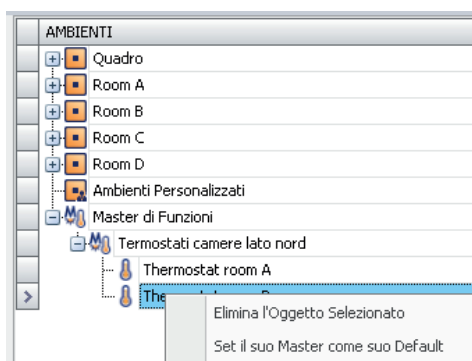 AMBIENTI
Quadro
Room A
Room B
Room C
Room D
Ambienti Personalizzati
Master di Funzioni
Termostati camere lato nord
Thermostat room A
The
Elimina l'Oggetto Selezionato
Set il suo Master come suo Default